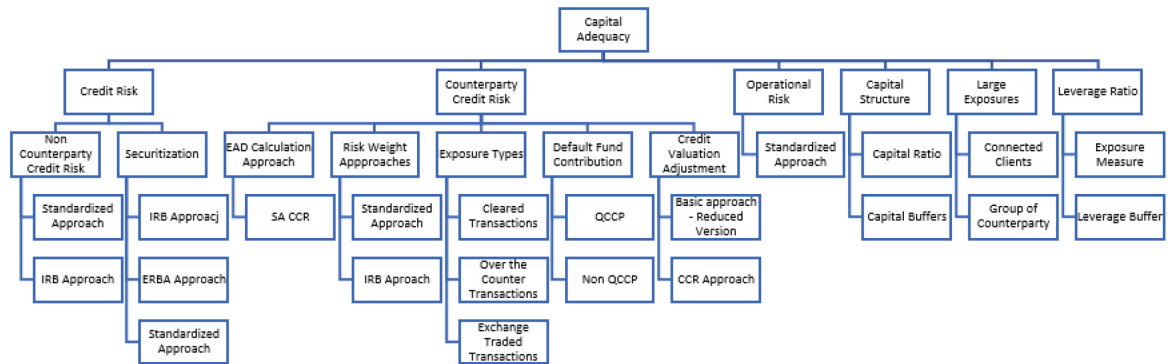 Capital
Adequacy
Credit Risk
Counterparty
Credit Risk
Operational
Risk
Capital
Structure
Large
Exposures
Leverage Ratio
Non
Counterparty
Credit Risk
Securitization
EAD Calculation
Approach
Risk Weight
Appproaches
Exposure Types
Default Fund
Contribution
Credit
Valuation
Adjustment
Standardized
Approach
Capital Ratio
Connected
Clients
Exposure
Measure
Standardized
Approach
IRB Approacj
SA CCR
Standardized
Approach
Cleared
Transactions
QCCP
Basic approach
- Reduced
Version
Capital Buffers
Group of
Counterparty
Leverage Buffer
IRB Approach
ERBA Approach
IRB Aproach
Over the
Counter
Transactions
Non QCCP
CCR Approach
Standardized
Approach
Exchange
Traded
Transactions